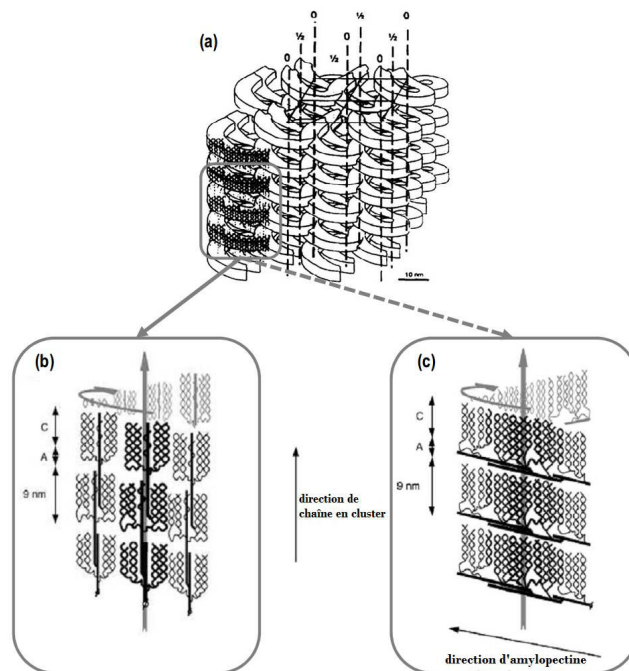 (a)
0
½
0
½
½
0
0
½
0
10 nm
(b)
C
A
9 nm
direction de
chaîne en cluster
(c)
C
A
9 nm
direction d'amylopectine